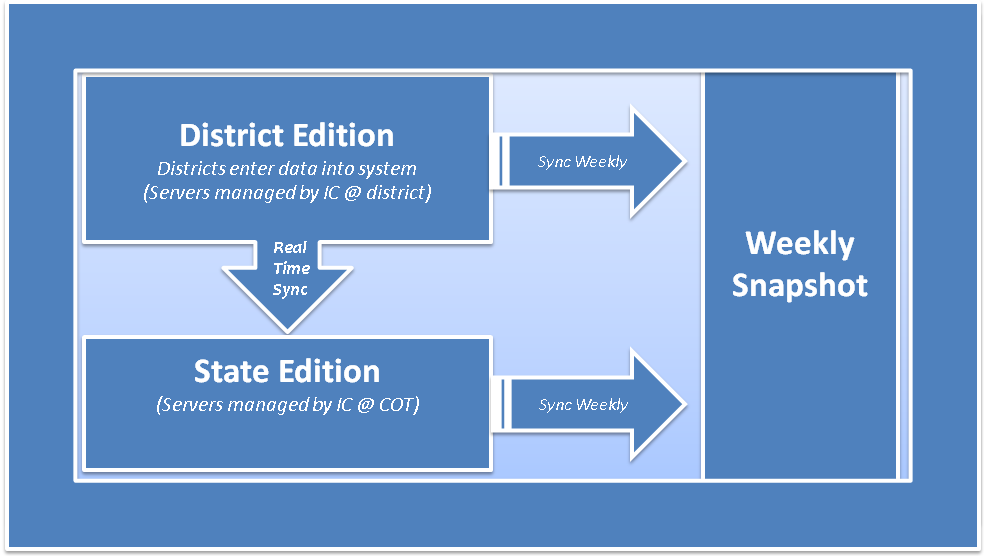 District Edition
Districts enter data into system
(Servers managed by IC @ district)
Sync Weekly
Real
Time
Sync
Weekly
Snapshot
State Edition
(Servers managed by IC @ COT)
Sync Weekly